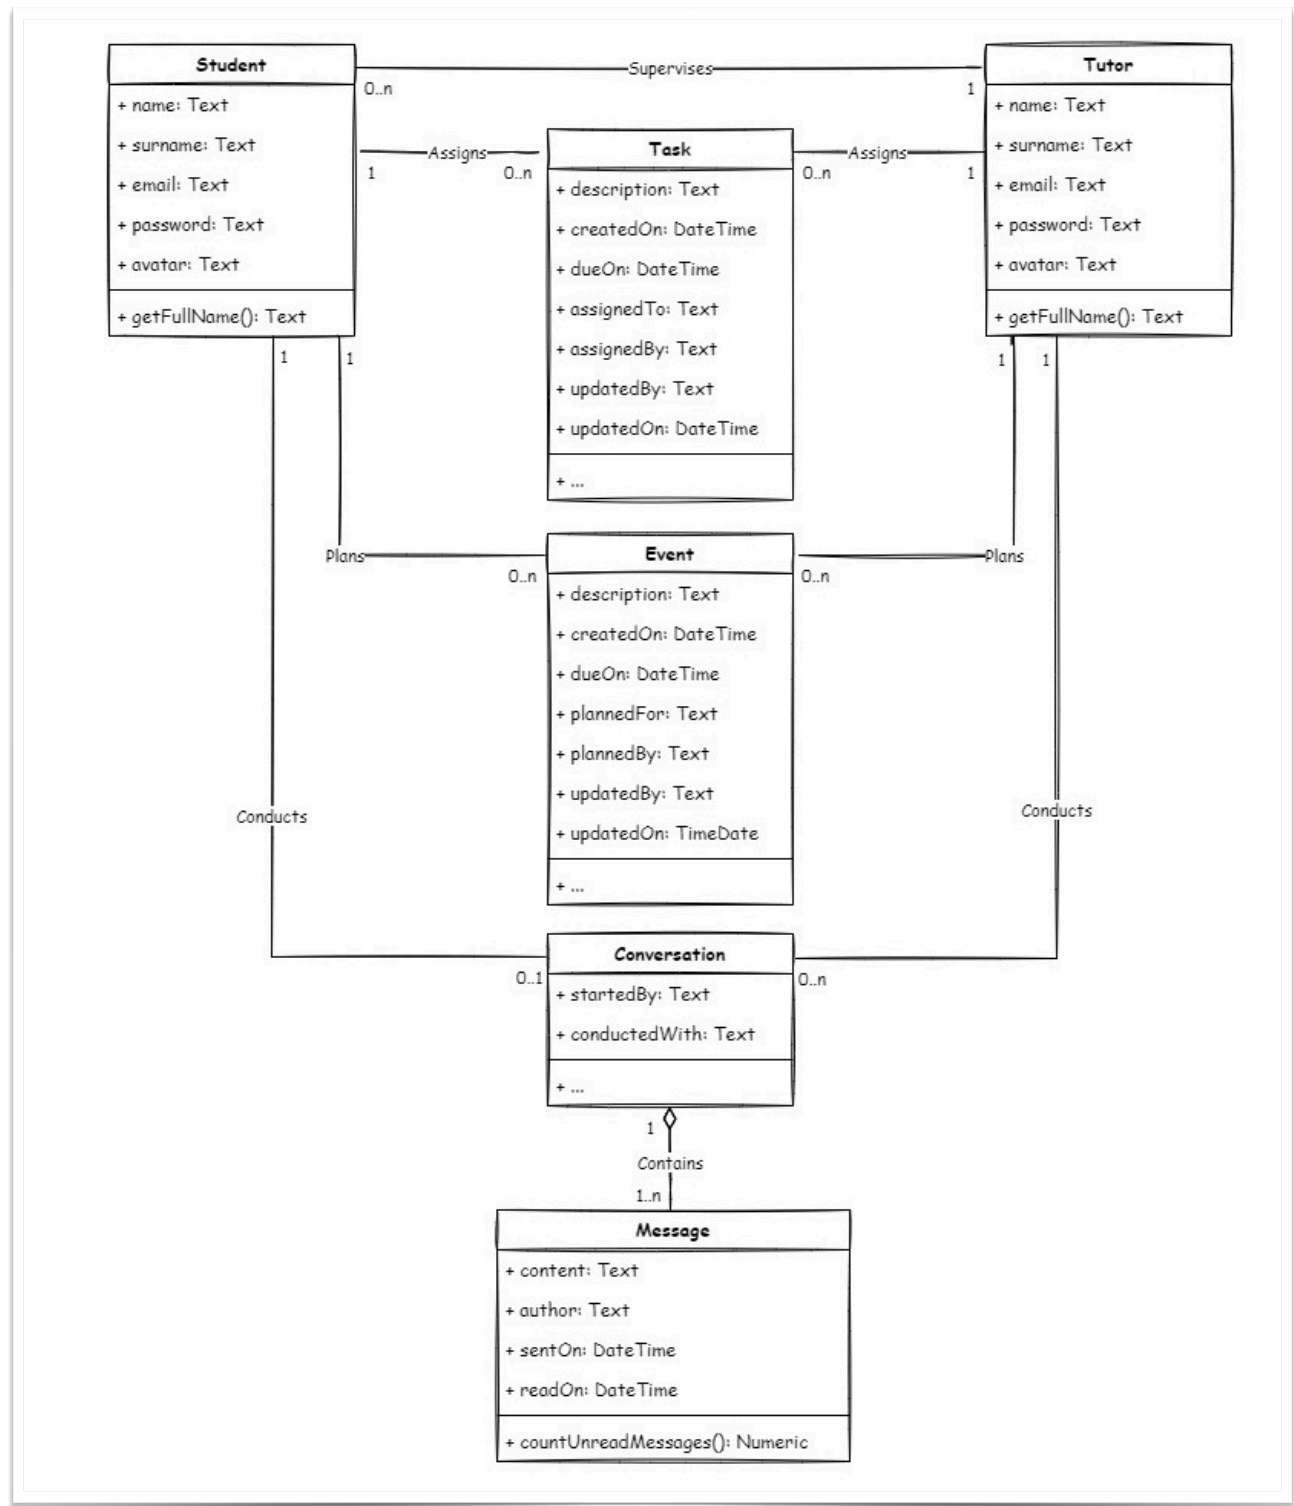 Student
+ name: Text
+ surname: Text
+ email: Text
+ password: Text
+ avatar: Text
+ getFullName(): Text
Supervises
0..n
1
Tutor
+ name: Text
+ surname: Text
+ email: Text
+ password: Text
+ avatar: Text
+ getFullName(): Text
Assigns
1
0..n
Assigns
0..n
1
Task
+ description: Text
+ createdOn: DateTime
+ dueOn: DateTime
+ assignedTo: Text
+ assignedBy: Text
+ updatedBy: Text
+ updatedOn: DateTime
+ ...
1
1
1
1
Plans
0..n
Plans
0..n
Event
+ description: Text
+ createdOn: DateTime
+ dueOn: DateTime
+ plannedFor: Text
+ plannedBy: Text
+ updatedBy: Text
+ updatedOn: TimeDate
+ ...
Conducts
Conducts
0..1
0..n
Conversation
+ startedBy: Text
+ conductedWith: Text
+ ...
1
Contains
1..n
Message
+ content: Text
+ author: Text
+ sentOn: DateTime
+ readOn: DateTime
+ countUnreadMessages(): Numeric